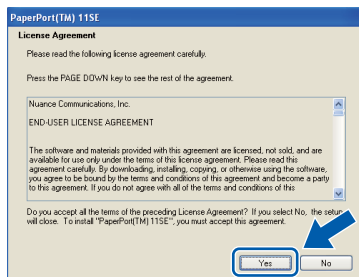 PaperPort(TM) 11SE
License Agreement
Please read the following license agreement carefully.
Press the PAGE DOWN key to see the rest of the agreement.
Nuance Communications, Inc.
END-USER LICENSE AGREEMENT
The software and materials provided with this agreement are licensed, not sold, and are
available for use only under the terms of this license agreement. Please read this
agreement carefully. By downloading, installing, copying, or otherwise using the software,
you agree to be bound by the terms and conditions of this agreement and become a party
to this agreement. If you do not agree with all of the terms and conditions of this
Do you accept all the terms of the preceding License Agreement? If you select No, the setup
will close. To install "PaperPort(TM) 11SE", you must accept this agreement.
Yes
No